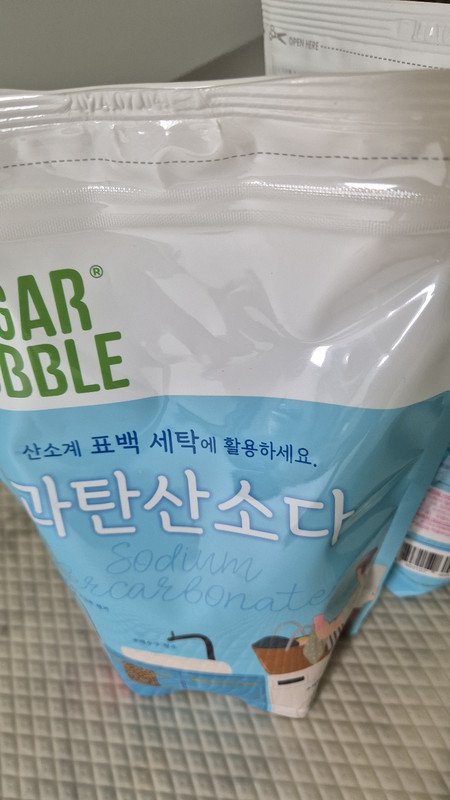 OPEN HERE
GAR®
BBLE
산소계 표백 세탁에 활용하세요.
과탄산소다
Sodium
rcarbonate